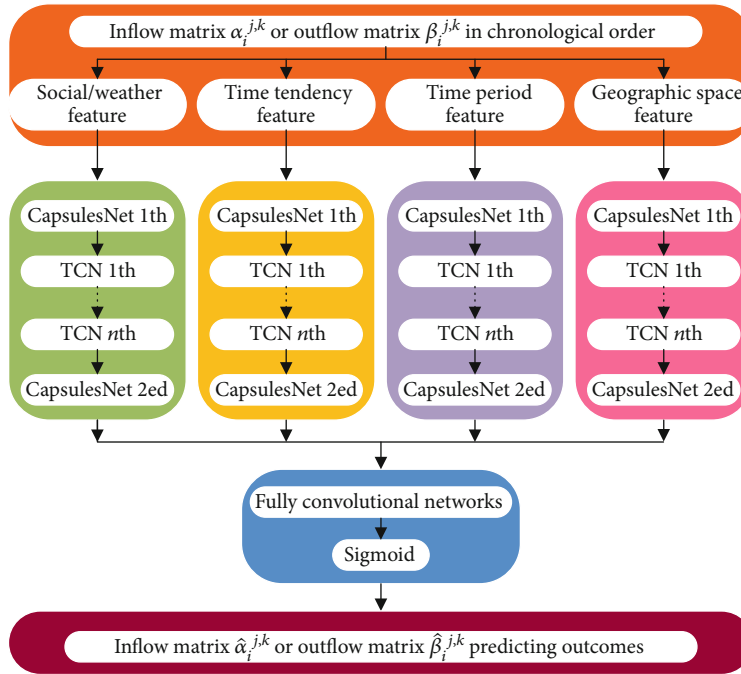 Inflow matrix α_i^{j,k} or outflow matrix β_i^{j,k} in chronological order
Social/weather
feature
Time tendency
feature
Time period
feature
Geographic space
feature
CapsulesNet 1th
TCN 1th
TCN nth
CapsulesNet 2ed
CapsulesNet 1th
TCN 1th
TCN nth
CapsulesNet 2ed
CapsulesNet 1th
TCN 1th
TCN nth
CapsulesNet 2ed
CapsulesNet 1th
TCN 1th
TCN nth
CapsulesNet 2ed
Fully convolutional networks
Sigmoid
Inflow matrix α̂_i^{j,k} or outflow matrix β̂_i^{j,k} predicting outcomes